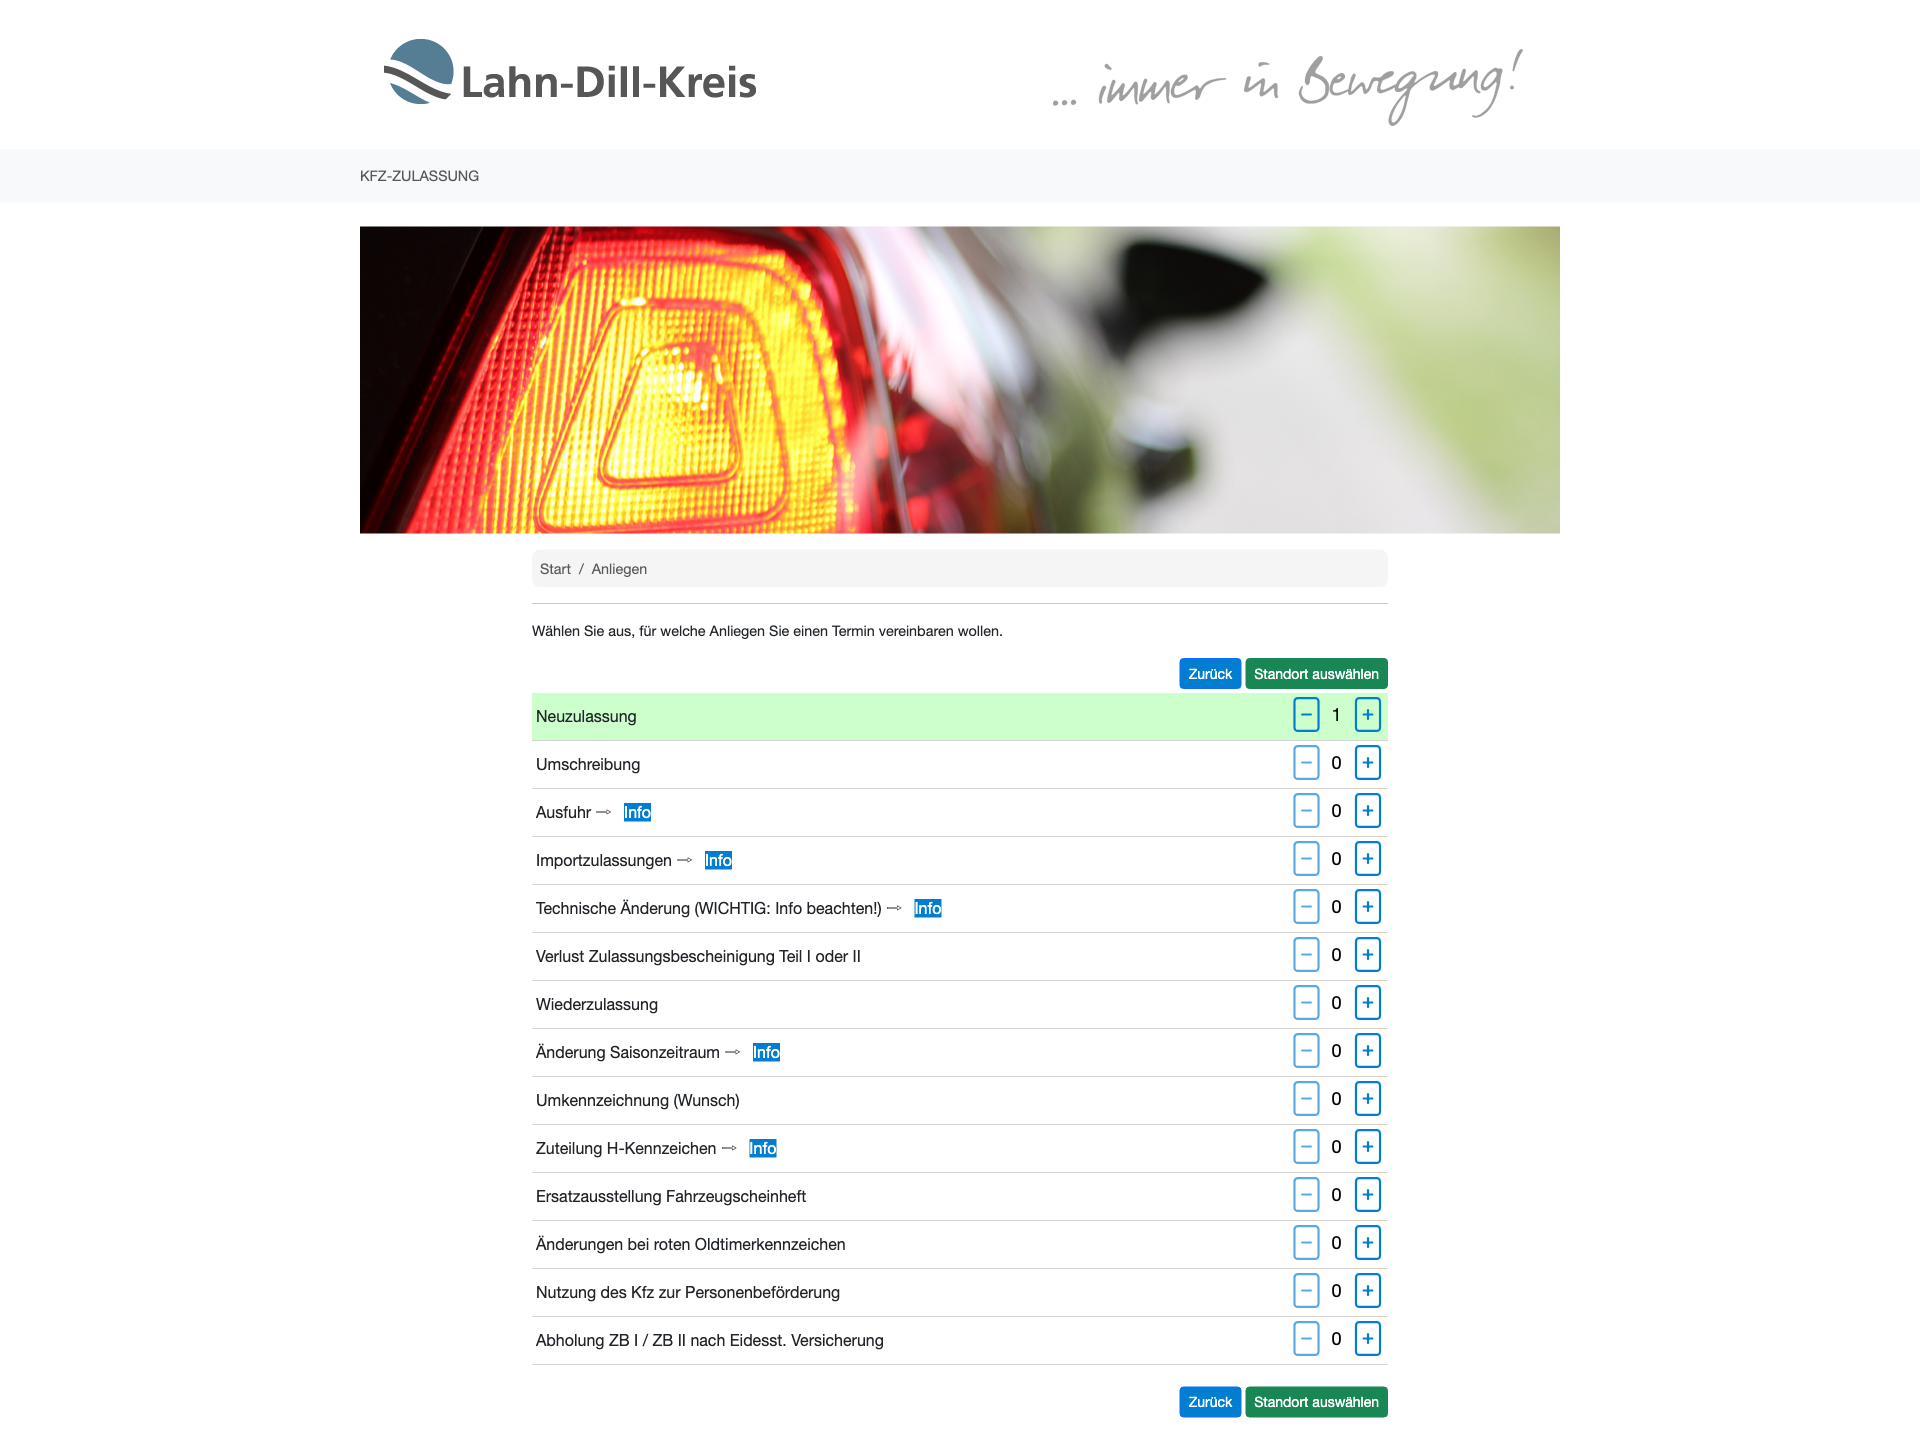 Lahn-Dill-Kreis
... immer in Bewegung!
KFZ-ZULASSUNG
Start / Anliegen
Wählen Sie aus, für welche Anliegen Sie einen Termin vereinbaren wollen.
Zurück Standort auswählen
Neuzulassung − 1 +
Umschreibung − 0 +
Ausfuhr → Info − 0 +
Importzulassungen → Info − 0 +
Technische Änderung (WICHTIG: Info beachten!) → Info − 0 +
Verlust Zulassungsbescheinigung Teil I oder II − 0 +
Wiederzulassung − 0 +
Änderung Saisonzeitraum → Info − 0 +
Umkennzeichnung (Wunsch) − 0 +
Zuteilung H-Kennzeichen → Info − 0 +
Ersatzausstellung Fahrzeugscheinheft − 0 +
Änderungen bei roten Oldtimerkennzeichen − 0 +
Nutzung des Kfz zur Personenbeförderung − 0 +
Abholung ZB I / ZB II nach Eidesst. Versicherung − 0 +
Zurück Standort auswählen